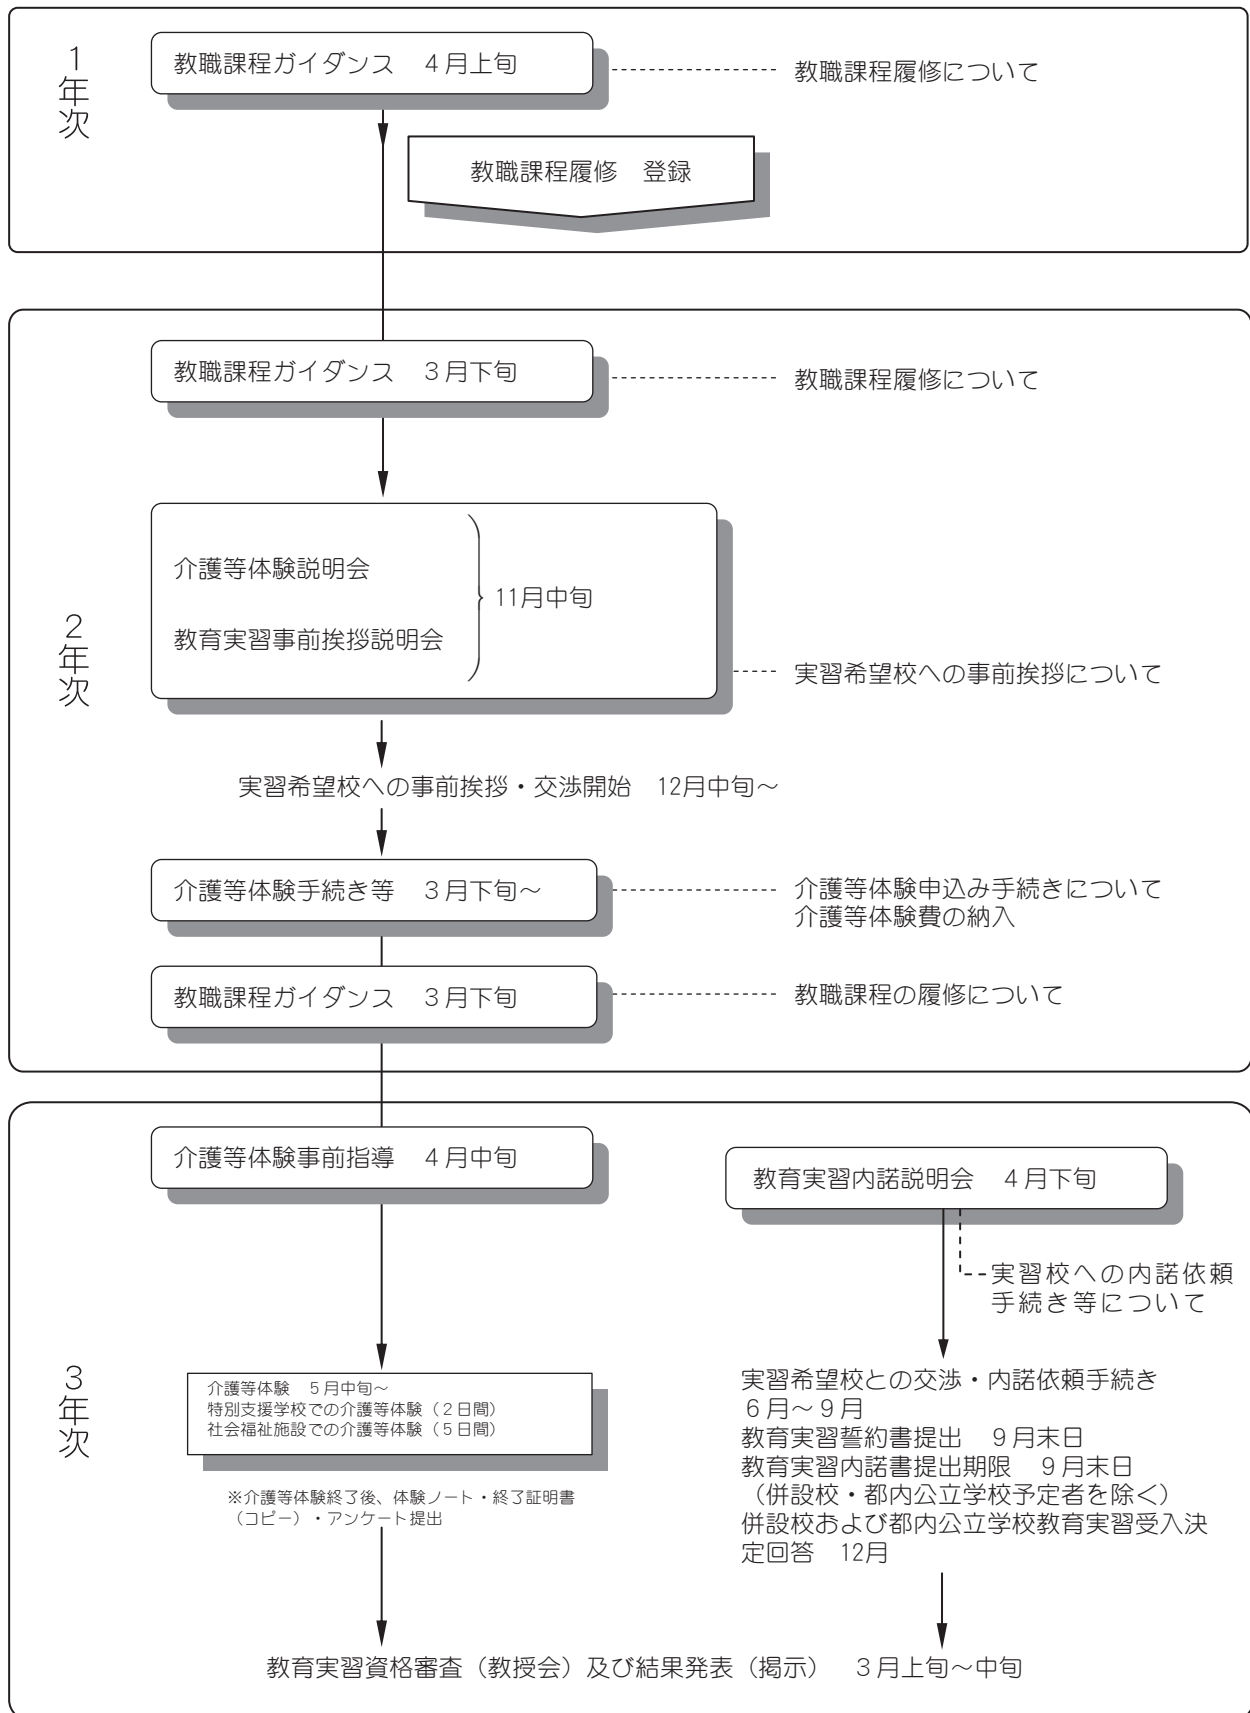 1年次
教職課程ガイダンス　４月上旬
教職課程履修について
教職課程履修　登録
2年次
教職課程ガイダンス　３月下旬
教職課程履修について
介護等体験説明会
教育実習事前挨拶説明会
11月中旬
実習希望校への事前挨拶について
実習希望校への事前挨拶・交渉開始　12月中旬～
介護等体験手続き等　３月下旬～
介護等体験申込み手続きについて
介護等体験費の納入
教職課程ガイダンス　３月下旬
教職課程の履修について
3年次
介護等体験事前指導　４月中旬
介護等体験　５月中旬～
特別支援学校での介護等体験（２日間）
社会福祉施設での介護等体験（５日間）
※介護等体験終了後、体験ノート・終了証明書
（コピー）・アンケート提出
教育実習内諾説明会　４月下旬
実習校への内諾依頼
手続き等について
実習希望校との交渉・内諾依頼手続き
６月～９月
教育実習誓約書提出　９月末日
教育実習内諾書提出期限　９月末日
（併設校・都内公立学校予定者を除く）
併設校および都内公立学校教育実習受入決
定回答　12月
教育実習資格審査（教授会）及び結果発表（掲示）　３月上旬～中旬